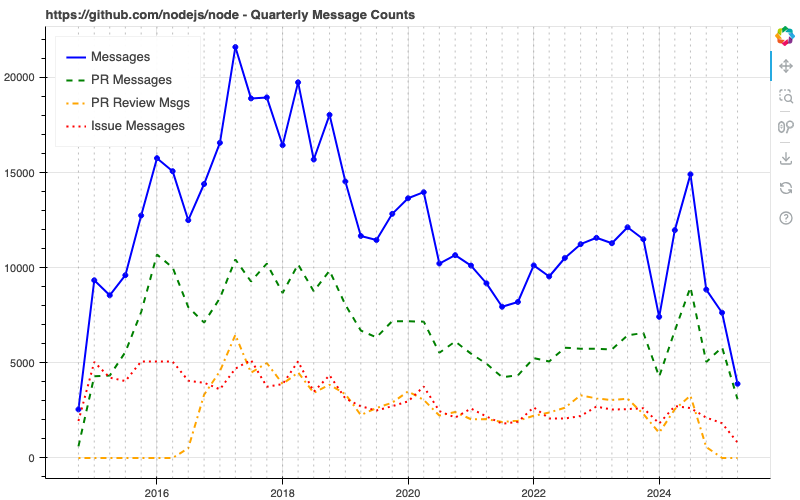 https://github.com/nodejs/node - Quarterly Message Counts
Messages
PR Messages
PR Review Msgs
Issue Messages
20000
15000
10000
5000
0
2016 2018 2020 2022 2024